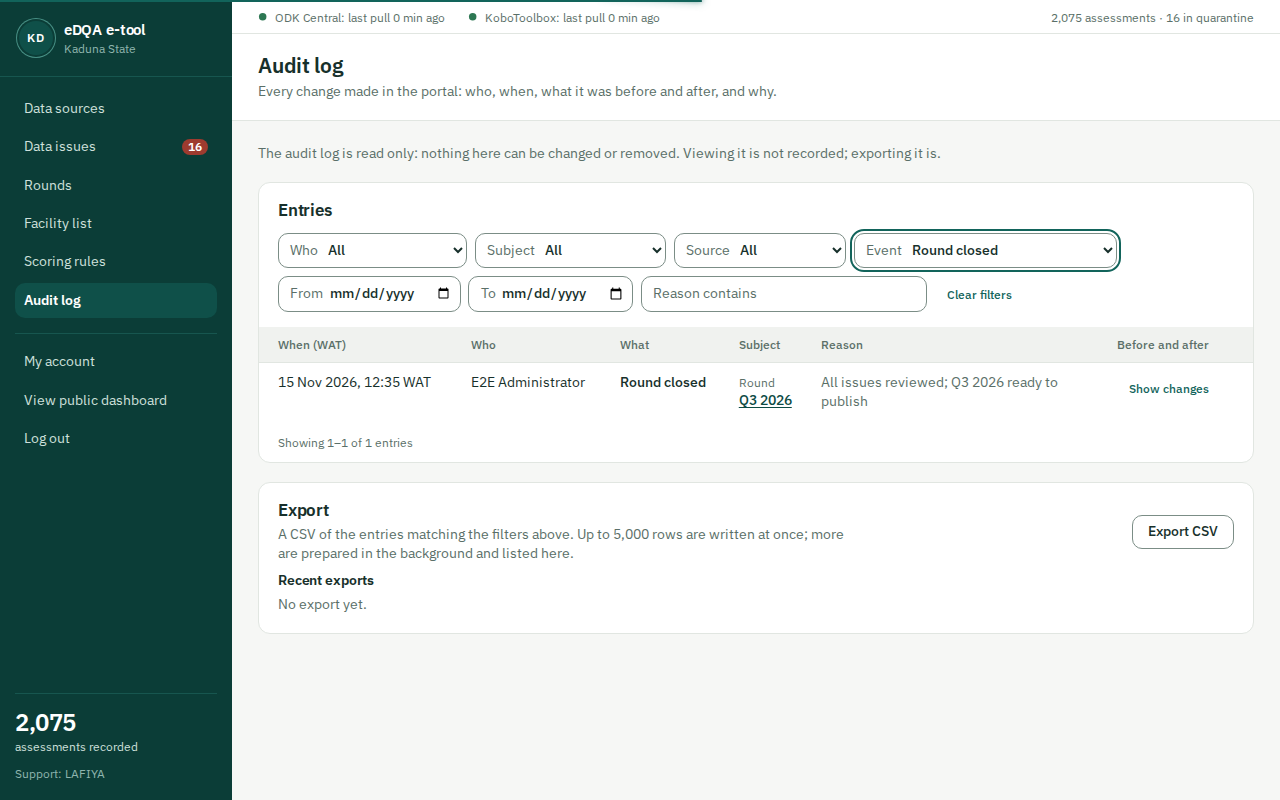 KD
eDQA e-tool
Kaduna State
Data sources
Data issues 16
Rounds
Facility list
Scoring rules
Audit log
My account
View public dashboard
Log out
2,075
assessments recorded
Support: LAFIYA
ODK Central: last pull 0 min ago KoboToolbox: last pull 0 min ago 2,075 assessments · 16 in quarantine
Audit log
Every change made in the portal: who, when, what it was before and after, and why.
The audit log is read only: nothing here can be changed or removed. Viewing it is not recorded; exporting it is.
Entries
Who All Subject All Source All Event Round closed
From mm/dd/yyyy To mm/dd/yyyy Reason contains Clear filters
When (WAT) Who What Subject Reason Before and after
15 Nov 2026, 12:35 WAT E2E Administrator Round closed Round All issues reviewed; Q3 2026 ready to Show changes
Q3 2026 publish
Showing 1–1 of 1 entries
Export
A CSV of the entries matching the filters above. Up to 5,000 rows are written at once; more
are prepared in the background and listed here.
Export CSV
Recent exports
No export yet.